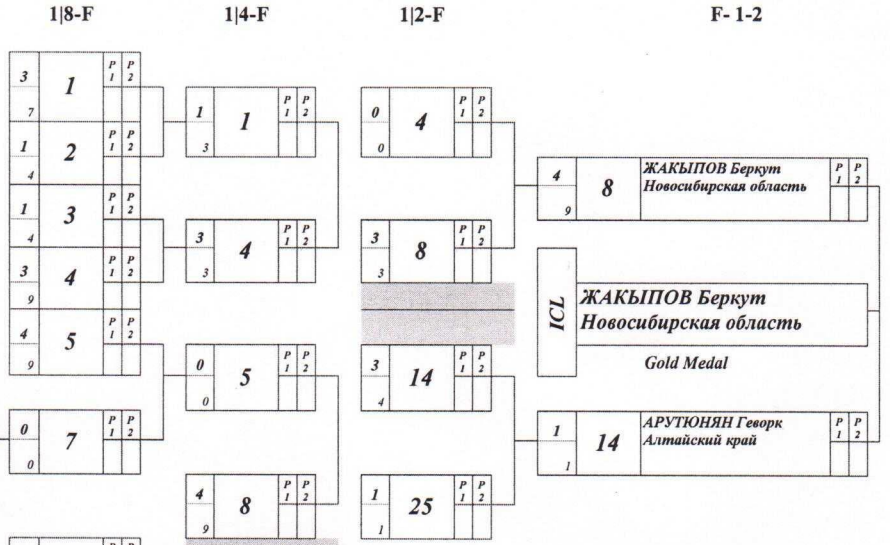 1|8-F 1|4-F 1|2-F F- 1-2
3 7 1 P 1 P 2
1 4 2 P 1 P 2
1 4 3 P 1 P 2
3 9 4 P 1 P 2
4 9 5 P 1 P 2
0 0 7 P 1 P 2
P P
1 3 1 P 1 P 2
3 3 4 P 1 P 2
0 0 5 P 1 P 2
4 9 8 P 1 P 2
0 0 4 P 1 P 2
3 3 8 P 1 P 2
3 4 14 P 1 P 2
1 1 25 P 1 P 2
4 9 8 ЖАКЫПОВ Беркут P 1 P 2
Новосибирская область
ICL
ЖАКЫПОВ Беркут
Новосибирская область
Gold Medal
1 1 14 АРУТЮНЯН Геворк P 1 P 2
Алтайский край